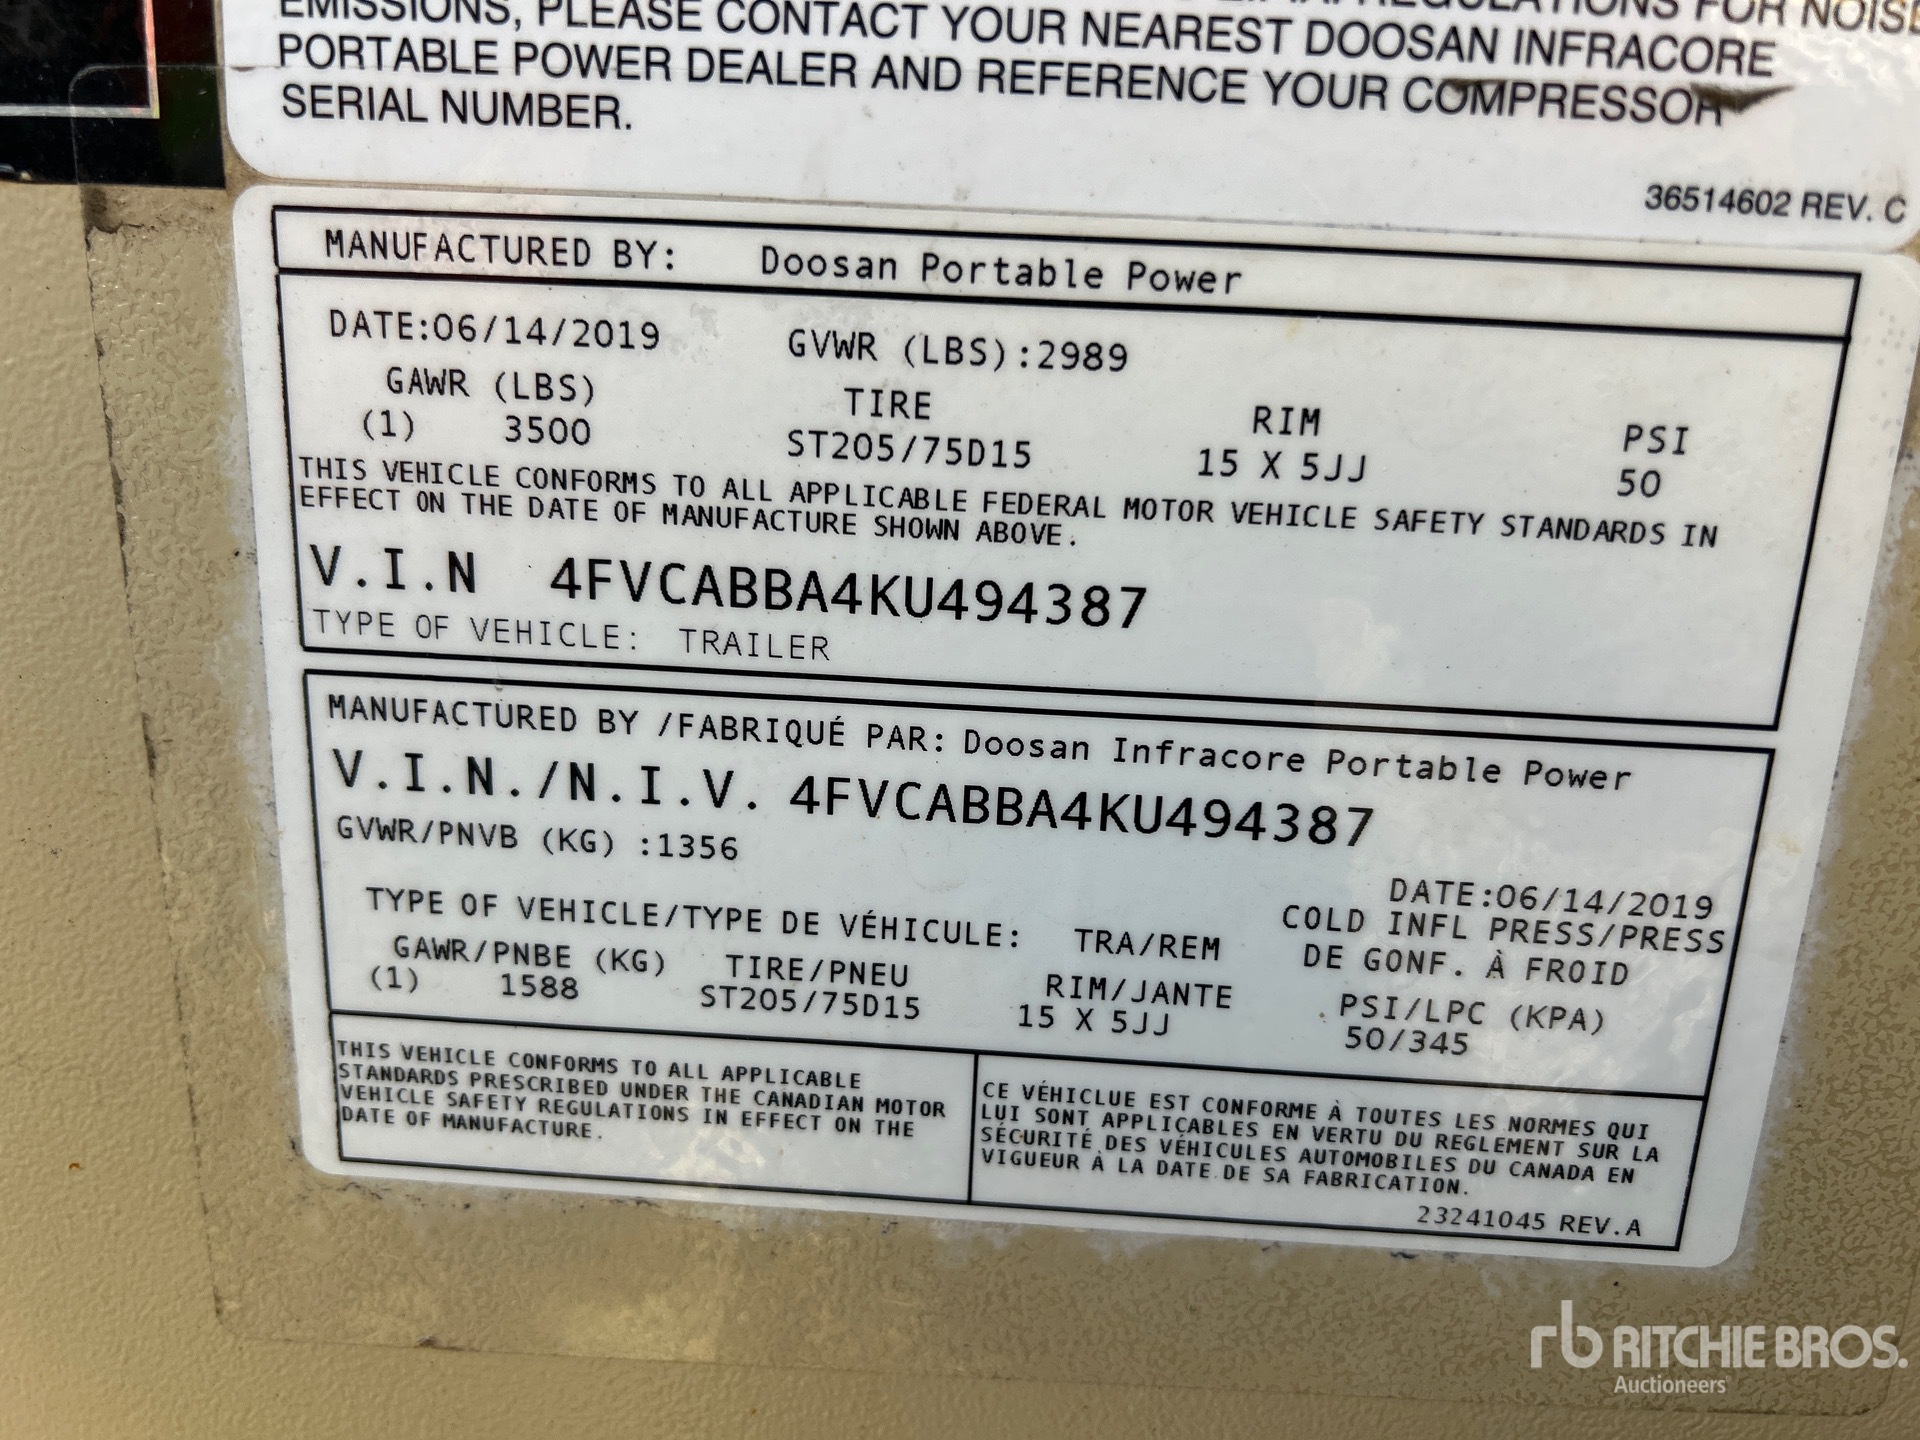 EMISSIONS, PLEASE CONTACT YOUR NEAREST DOOSAN INFRACORE
PORTABLE POWER DEALER AND REFERENCE YOUR COMPRESSOR
SERIAL NUMBER.
36514602 REV. C
MANUFACTURED BY: Doosan Portable Power
DATE:06/14/2019 GVWR (LBS):2989
GAWR (LBS) TIRE RIM PSI
(1) 3500 ST205/75D15 15 X 5JJ 50
THIS VEHICLE CONFORMS TO ALL APPLICABLE FEDERAL MOTOR VEHICLE SAFETY STANDARDS IN
EFFECT ON THE DATE OF MANUFACTURE SHOWN ABOVE.
V.I.N 4FVCABBA4KU494387
TYPE OF VEHICLE: TRAILER
MANUFACTURED BY /FABRIQUÉ PAR: Doosan Infracore Portable Power
V.I.N./N.I.V. 4FVCABBA4KU494387
GVWR/PNVB (KG) :1356
DATE:06/14/2019
TYPE OF VEHICLE/TYPE DE VÉHICULE: TRA/REM
COLD INFL PRESS/PRESS
DE GONF. À FROID
GAWR/PNBE (KG) TIRE/PNEU RIM/JANTE PSI/LPC (KPA)
(1) 1588 ST205/75D15 15 X 5JJ 50/345
THIS VEHICLE CONFORMS TO ALL APPLICABLE
STANDARDS PRESCRIBED UNDER THE CANADIAN MOTOR
VEHICLE SAFETY REGULATIONS IN EFFECT ON THE
DATE OF MANUFACTURE.
CE VÉHICLUE EST CONFORME À TOUTES LES NORMES QUI
LUI SONT APPLICABLES EN VERTU DU REGLEMENT SUR LA
SÉCURITÉ DES VÉHICULES AUTOMOBILES DU CANADA EN
VIGUEUR À LA DATE DE SA FABRICATION.
23241045 REV.A
rb RITCHIE BROS.
Auctioneers